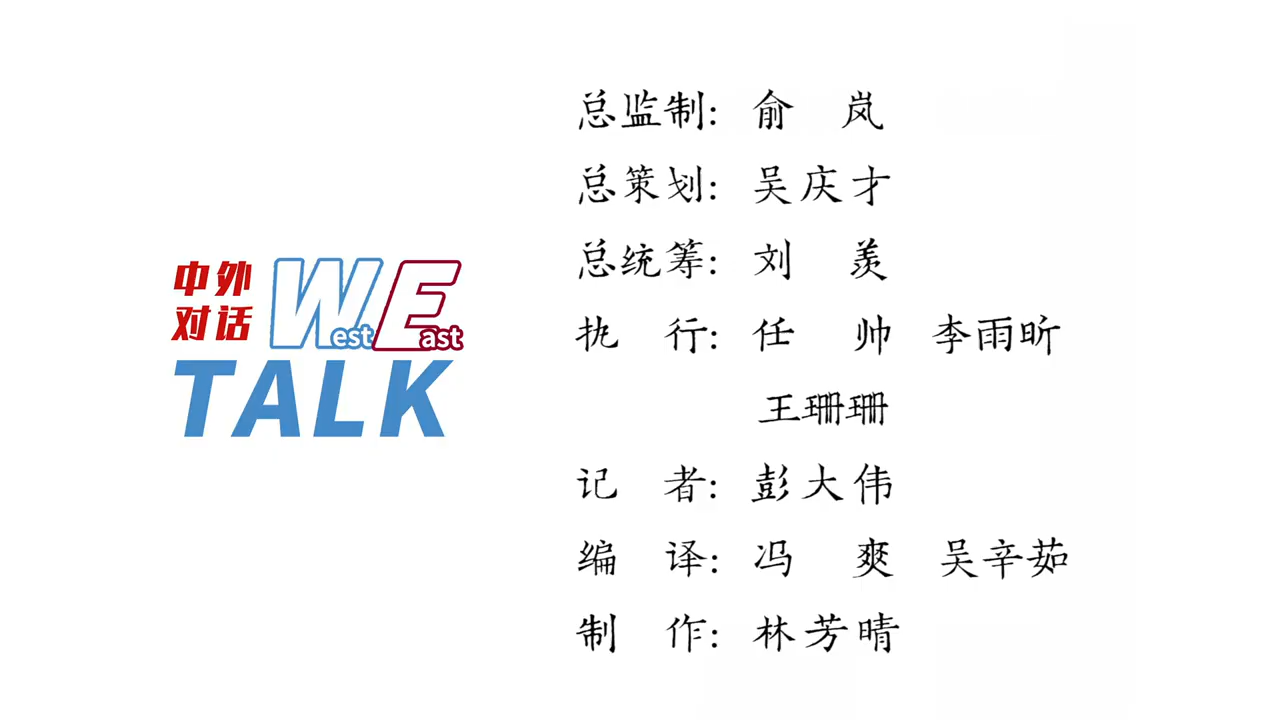 中外
对话
West East
TALK
总监制：俞 岚
总策划：吴庆才
总统筹：刘 羡
执 行：任 帅 李雨昕
王珊珊
记 者：彭大伟
编 译：冯 爽 吴辛茹
制 作：林芳晴